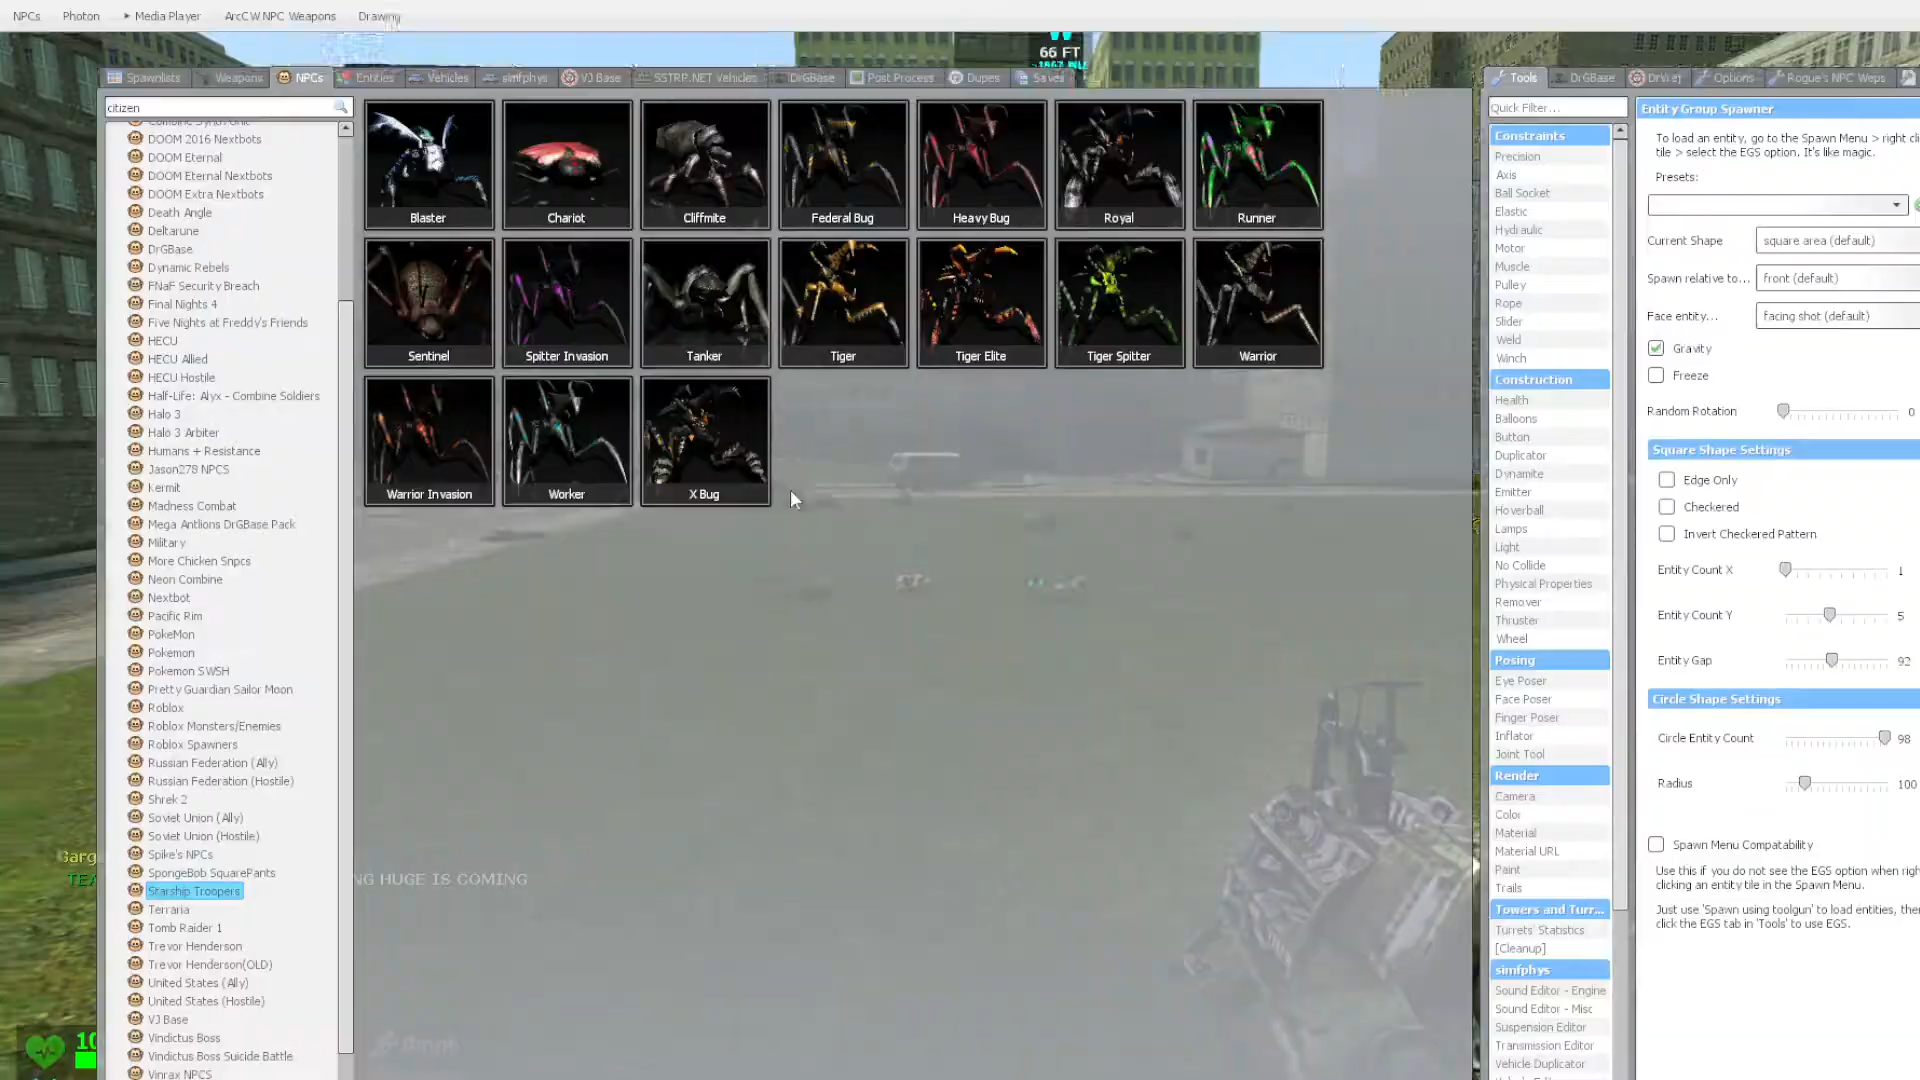 NPCs Photon Media Player ArcCW NPC Weapons Drawing
66 FT
Spawnlists Weapons NPCs Entities Vehicles simfphys VJ Base SSTRP.NET Vehicles DrGBase Post Process Dupes Saves
Tools DrGBase DrVrej Options Rogue's NPC Weps
citizen
DOOM 2016 Nextbots
DOOM Eternal
DOOM Eternal Nextbots
DOOM Extra Nextbots
Death Angle
Deltarune
DrGBase
Dynamic Rebels
FNaF Security Breach
Final Nights 4
Five Nights at Freddy's Friends
HECU
HECU Allied
HECU Hostile
Half-Life: Alyx - Combine Soldiers
Halo 3
Halo 3 Arbiter
Humans + Resistance
Jason278 NPCS
Kermit
Madness Combat
Mega Antlions DrGBase Pack
Military
More Chicken Snpcs
Neon Combine
Nextbot
Pacific Rim
PokeMon
Pokemon
Pokemon SWSH
Pretty Guardian Sailor Moon
Roblox
Roblox Monsters/Enemies
Roblox Spawners
Russian Federation (Ally)
Russian Federation (Hostile)
Shrek 2
Soviet Union (Ally)
Soviet Union (Hostile)
Spike's NPCs
SpongeBob SquarePants
Starship Troopers
Terraria
Tomb Raider 1
Trevor Henderson
Trevor Henderson(OLD)
United States (Ally)
United States (Hostile)
VJ Base
Vindictus Boss
Vindictus Boss Suicide Battle
Vinrax NPCS
Blaster Chariot Cliffmite Federal Bug Heavy Bug Royal Runner
Sentinel Spitter Invasion Tanker Tiger Tiger Elite Tiger Spitter Warrior
Warrior Invasion Worker X Bug
NG HUGE IS COMING
10
Quick Filter...
Constraints
Precision
Axis
Ball Socket
Elastic
Hydraulic
Motor
Muscle
Pulley
Rope
Slider
Weld
Winch
Construction
Health
Balloons
Button
Duplicator
Dynamite
Emitter
Hoverball
Lamps
Light
No Collide
Physical Properties
Remover
Thruster
Wheel
Posing
Eye Poser
Face Poser
Finger Poser
Inflator
Joint Tool
Render
Camera
Color
Material
Material URL
Paint
Trails
Towers and Turr...
Turrets' Statistics
[Cleanup]
simfphys
Sound Editor - Engine
Sound Editor - Misc
Suspension Editor
Transmission Editor
Vehicle Duplicator
Entity Group Spawner
To load an entity, go to the Spawn Menu > right cli
tile > select the EGS option. It's like magic.
Presets:
Current Shape square area (default)
Spawn relative to... front (default)
Face entity... facing shot (default)
Gravity
Freeze
Random Rotation 0
Square Shape Settings
Edge Only
Checkered
Invert Checkered Pattern
Entity Count X 1
Entity Count Y 5
Entity Gap 92
Circle Shape Settings
Circle Entity Count 98
Radius 100
Spawn Menu Compatability
Use this if you do not see the EGS option when righ
clicking an entity tile in the Spawn Menu.
Just use 'Spawn using toolgun' to load entities, ther
click the EGS tab in 'Tools' to use EGS.